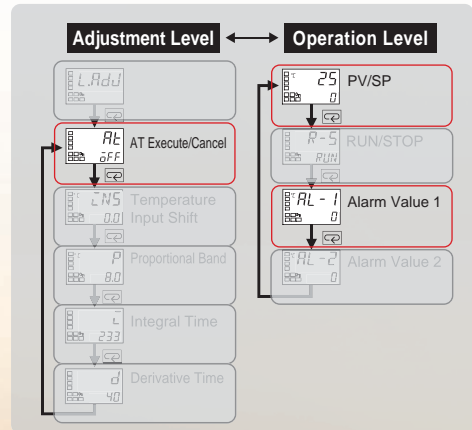 Adjustment Level
Operation Level
L.AdJ
At
oFF
AT Execute/Cancel
INS
0.0
Temperature
Input Shift
P
8.0
Proportional Band
i
233
Integral Time
d
40
Derivative Time
°C
25
0
PV/SP
R-S
RUN
RUN/STOP
AL-1
0
Alarm Value 1
AL-2
0
Alarm Value 2